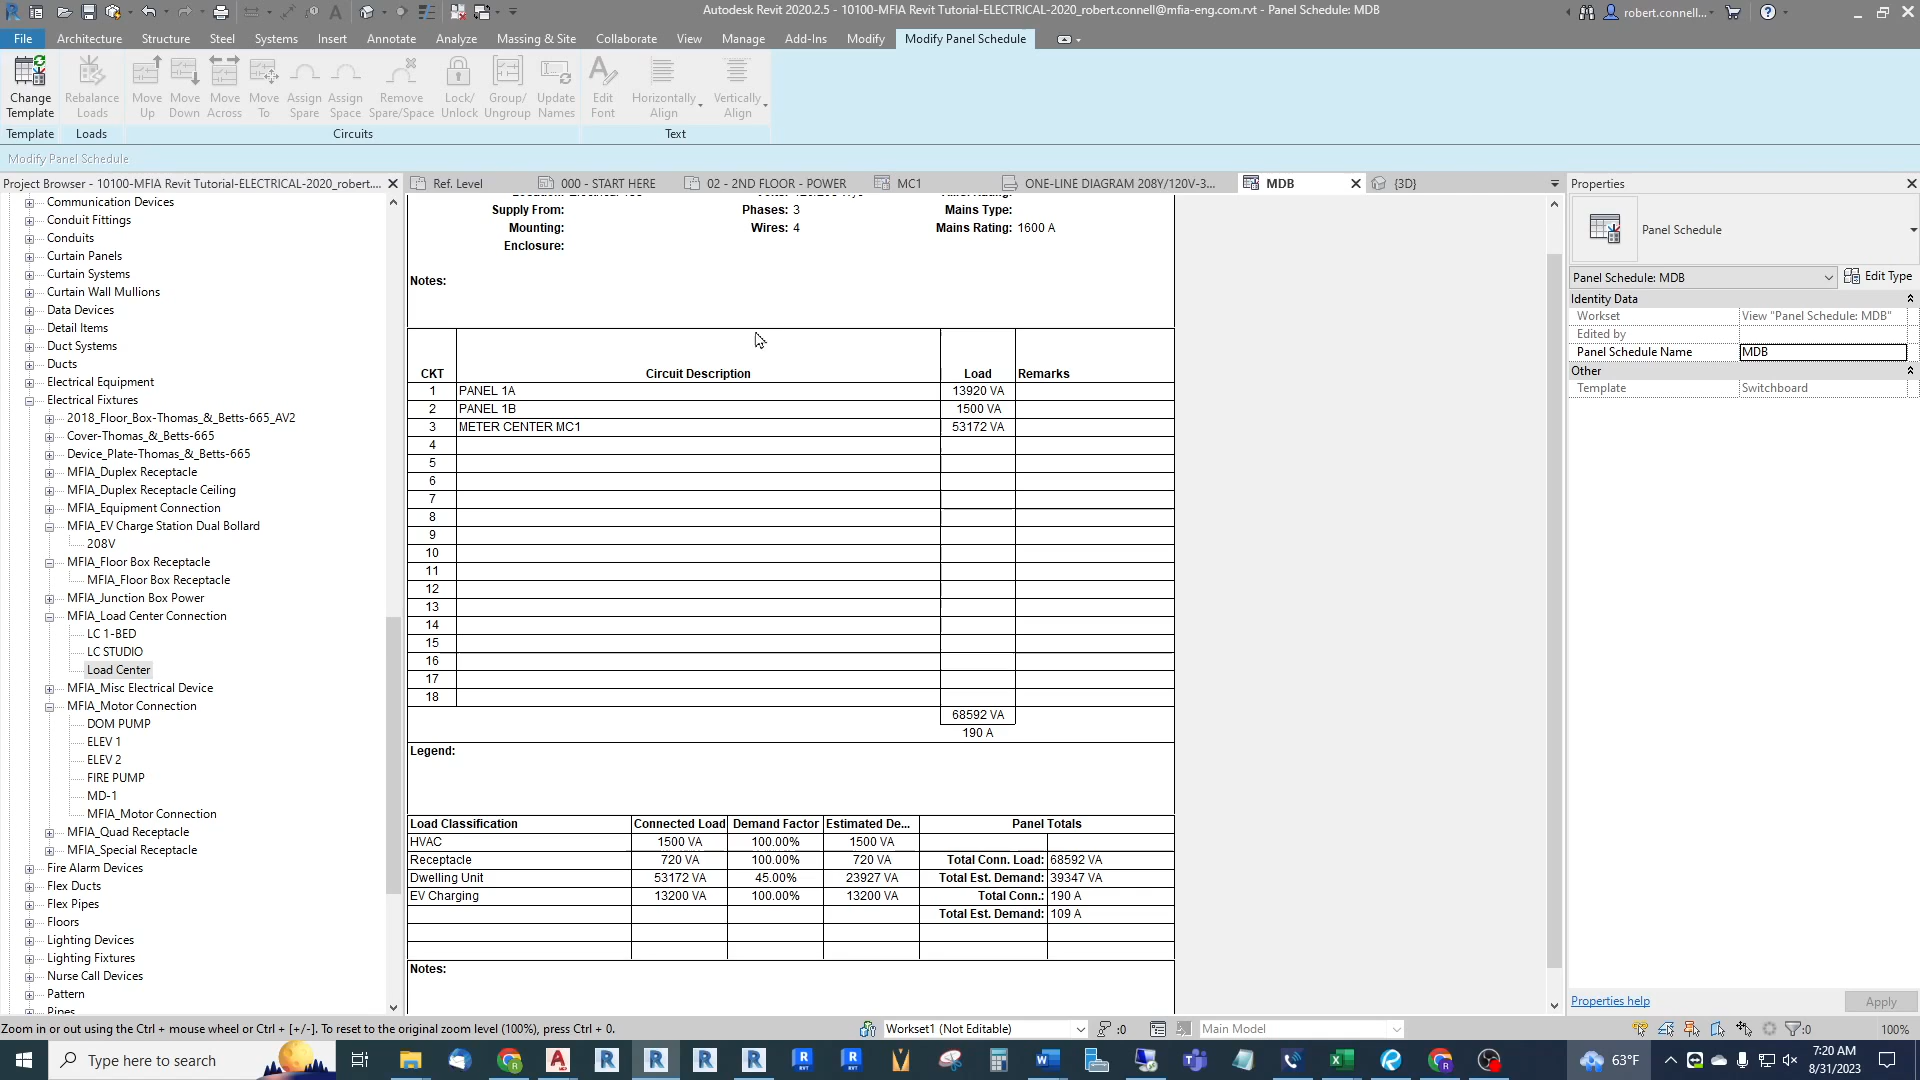 Autodesk Revit 2020.2.5 - 10100-MFIA Revit Tutorial-ELECTRICAL-2020_robert.connell@mfia-eng.com.rvt - Panel Schedule: MDB
robert.connell...
File Architecture Structure Steel Systems Insert Annotate Analyze Massing & Site Collaborate View Manage Add-Ins Modify Modify Panel Schedule
Change Template
Rebalance Loads
Move Up
Move Down
Move Across
Move To
Assign Spare
Assign Space
Remove Spare/Space
Lock/ Unlock
Group/ Ungroup
Update Names
Edit Font
Horizontally Align
Vertically Align
Template Loads Circuits Text
Modify Panel Schedule
Project Browser - 10100-MFIA Revit Tutorial-ELECTRICAL-2020_robert....
Communication Devices
Conduit Fittings
Conduits
Curtain Panels
Curtain Systems
Curtain Wall Mullions
Data Devices
Detail Items
Duct Systems
Ducts
Electrical Equipment
Electrical Fixtures
2018_Floor_Box-Thomas_&_Betts-665_AV2
Cover-Thomas_&_Betts-665
Device_Plate-Thomas_&_Betts-665
MFIA_Duplex Receptacle
MFIA_Duplex Receptacle Ceiling
MFIA_Equipment Connection
MFIA_EV Charge Station Dual Bollard
208V
MFIA_Floor Box Receptacle
MFIA_Floor Box Receptacle
MFIA_Junction Box Power
MFIA_Load Center Connection
LC 1-BED
LC STUDIO
Load Center
MFIA_Misc Electrical Device
MFIA_Motor Connection
DOM PUMP
ELEV 1
ELEV 2
FIRE PUMP
MD-1
MFIA_Motor Connection
MFIA_Quad Receptacle
MFIA_Special Receptacle
Fire Alarm Devices
Flex Ducts
Flex Pipes
Floors
Lighting Devices
Lighting Fixtures
Nurse Call Devices
Pattern
Pipes
Ref. Level
000 - START HERE
02 - 2ND FLOOR - POWER
MC1
ONE-LINE DIAGRAM 208Y/120V-3...
MDB
{3D}
Supply From: Phases: 3 Mains Type:
Mounting: Wires: 4 Mains Rating: 1600 A
Enclosure:
Notes:
CKT Circuit Description Load Remarks
1 PANEL 1A 13920 VA
2 PANEL 1B 1500 VA
3 METER CENTER MC1 53172 VA
4
5
6
7
8
9
10
11
12
13
14
15
16
17
18
68592 VA
190 A
Legend:
Load Classification Connected Load Demand Factor Estimated De... Panel Totals
HVAC 1500 VA 100.00% 1500 VA
Receptacle 720 VA 100.00% 720 VA Total Conn. Load: 68592 VA
Dwelling Unit 53172 VA 45.00% 23927 VA Total Est. Demand: 39347 VA
EV Charging 13200 VA 100.00% 13200 VA Total Conn.: 190 A
Total Est. Demand: 109 A
Notes:
Properties
Panel Schedule
Panel Schedule: MDB Edit Type
Identity Data
Workset View "Panel Schedule: MDB"
Edited by
Panel Schedule Name MDB
Other
Template Switchboard
Properties help Apply
Zoom in or out using the Ctrl + mouse wheel or Ctrl + [+/-]. To reset to the original zoom level (100%), press Ctrl + 0.
Workset1 (Not Editable) :0 Main Model :0 100%
Type here to search
63°F
7:20 AM
8/31/2023